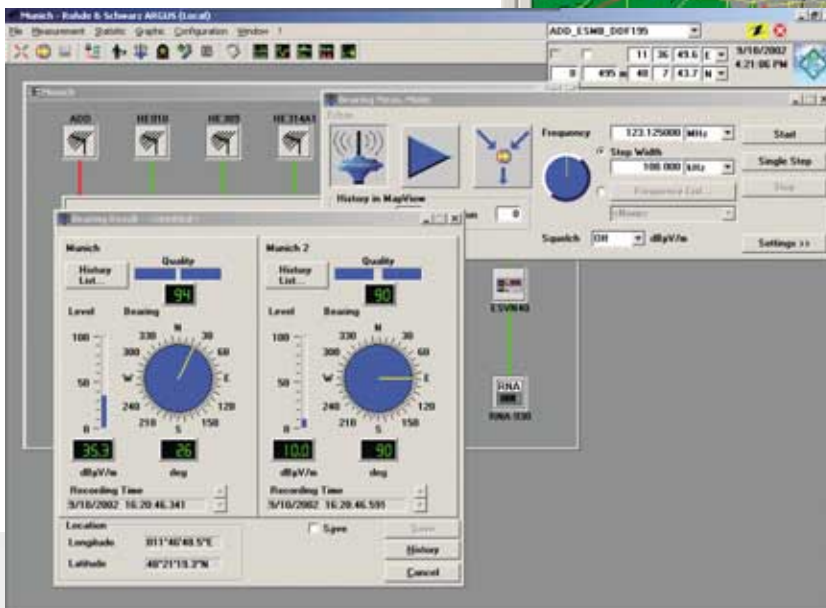 Munich - Rohde & Schwarz ARGUS (Local)
File Measurement Statistic Graphic Configuration Window ?
ADD_ESMB_DDF195
11 36 49.6 E
0 495 m 48 7 43.7 N
9/10/2002
4:21:06 PM
Munich
ADD HE010 HE309 HE314A1
Bearing Meas. Mode
Frequency 123.125000 MHz
Step Width
100.000 kHz
Frequency List...
<None>
Squelch Off dBµV/m
Start
Single Step
Stop
Settings >>
History in MapView
0
Bearing Result - <untitled>
Munich
History List...
Quality
94
Level Bearing
100
50
0
N 30 60 E 120 150 S 210 240 W 300 330
35.3
dBµV/m
26
deg
Recording Time
9/10/2002 16:20:46.341
Munich 2
History List...
Quality
90
Level Bearing
100
50
0
N 30 60 E 120 150 S 210 240 W 300 330
10.0
dBµV/m
90
deg
Recording Time
9/10/2002 16:20:46.591
Location
Longitude 011°46'48.5"E
Latitude 48°21'19.3"N
Save
Save
History
Cancel
ESVN40
RNA